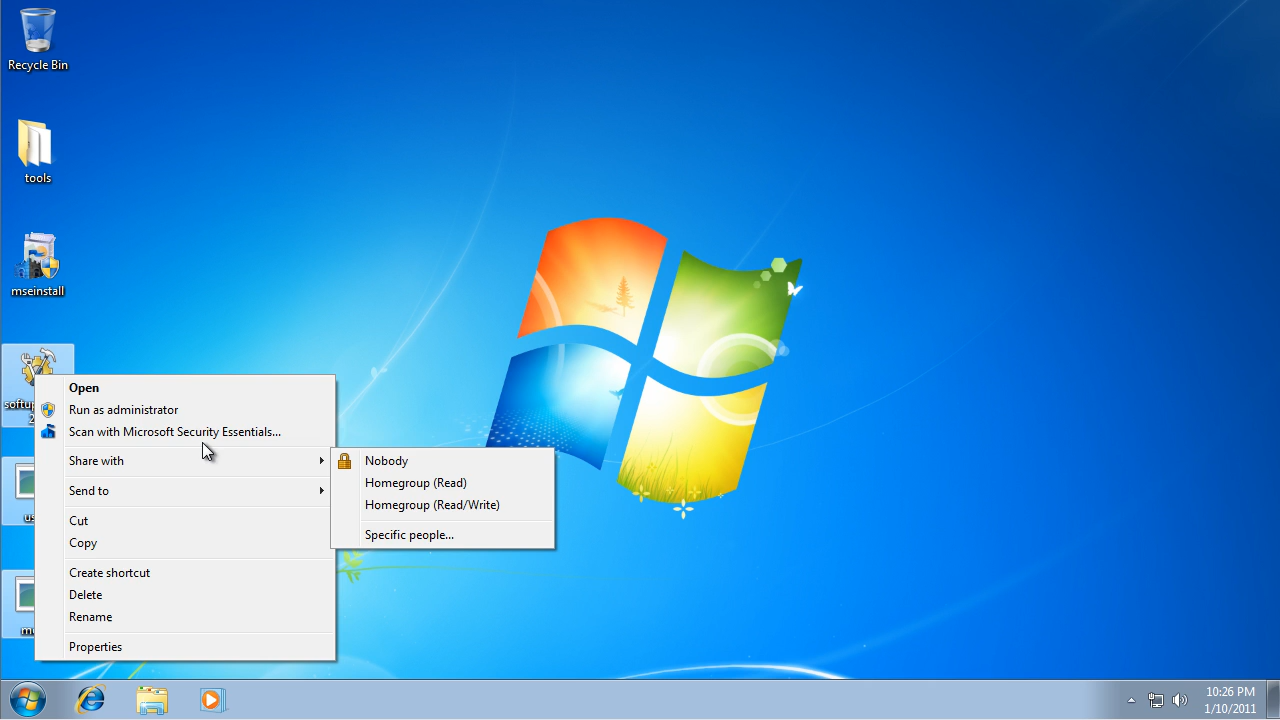 Recycle Bin
tools
mseinstall
Open
Run as administrator
Scan with Microsoft Security Essentials...
Share with
Nobody
Homegroup (Read)
Send to
Homegroup (Read/Write)
Cut
Specific people...
Copy
Create shortcut
Delete
Rename
Properties
10:26 PM
1/10/2011